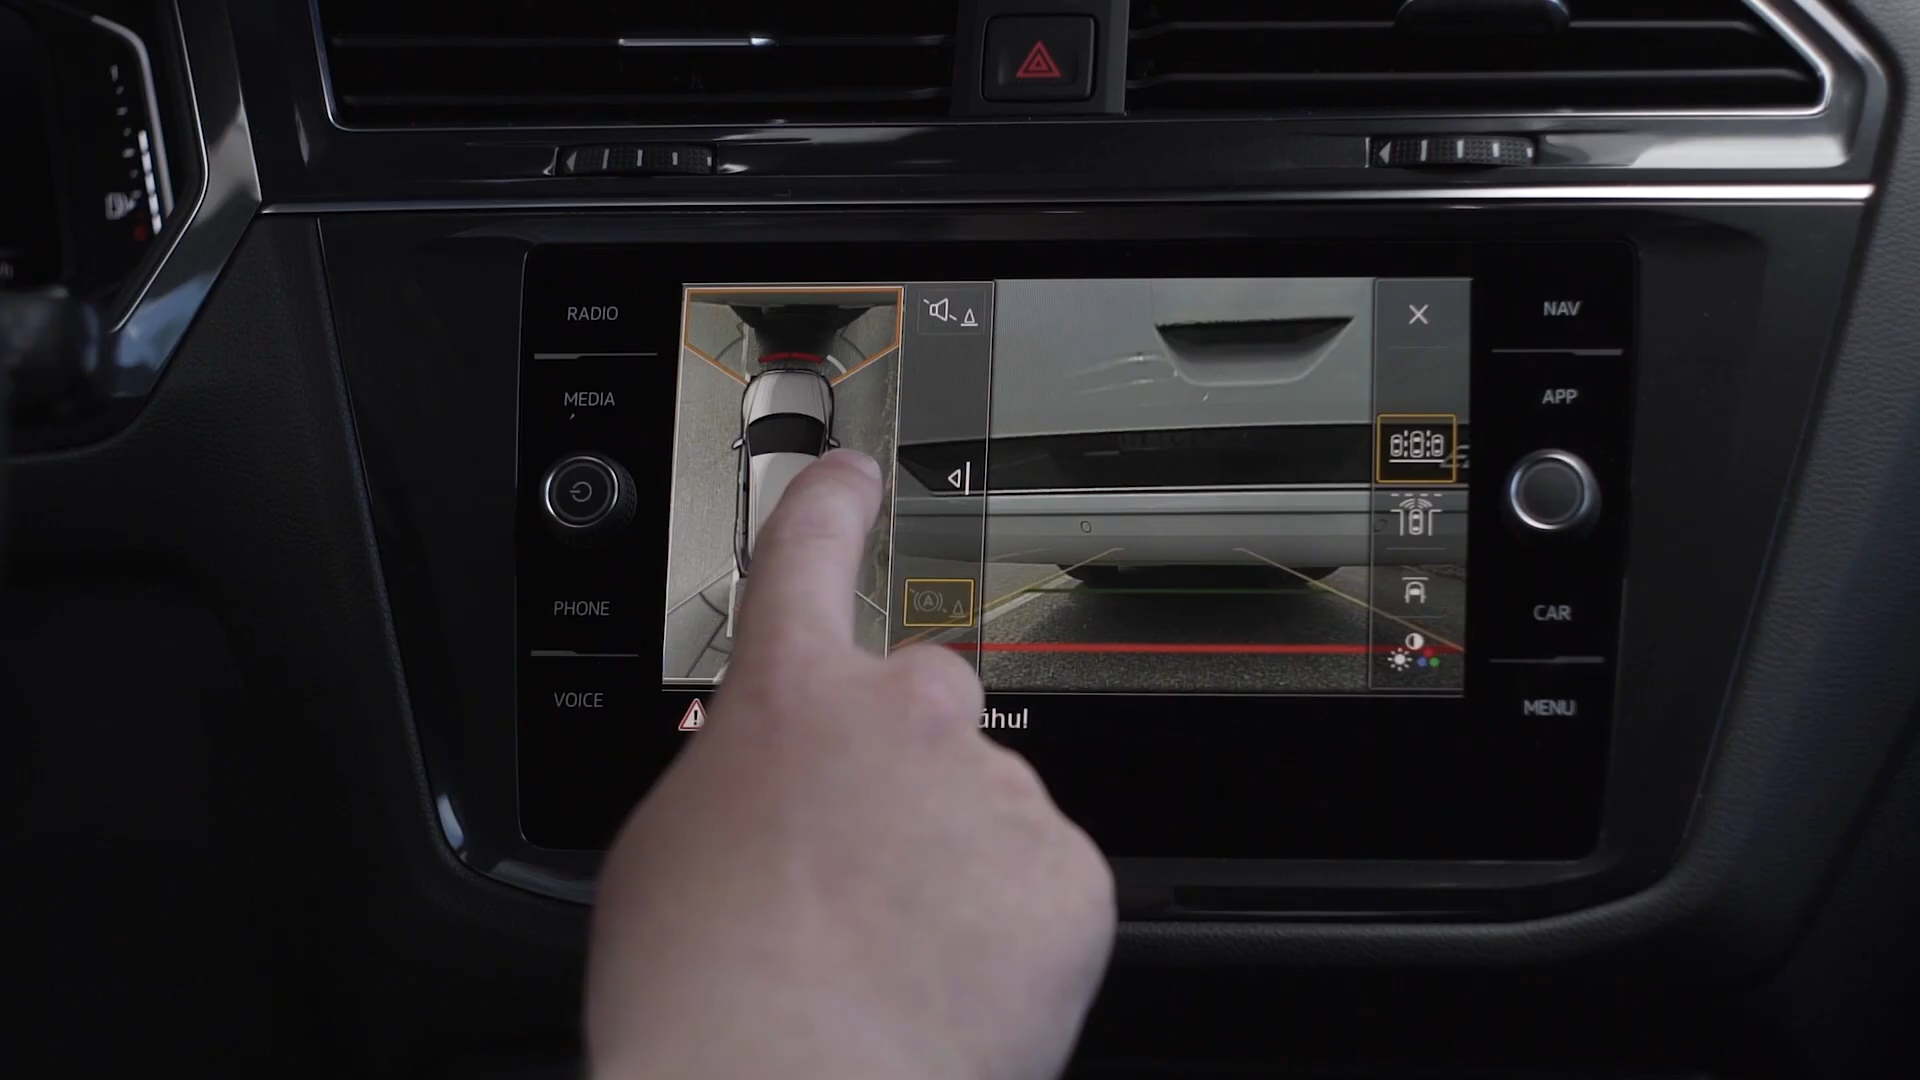 RADIO
MEDIA
PHONE
VOICE
áhu!
NAV
APP
CAR
MENU